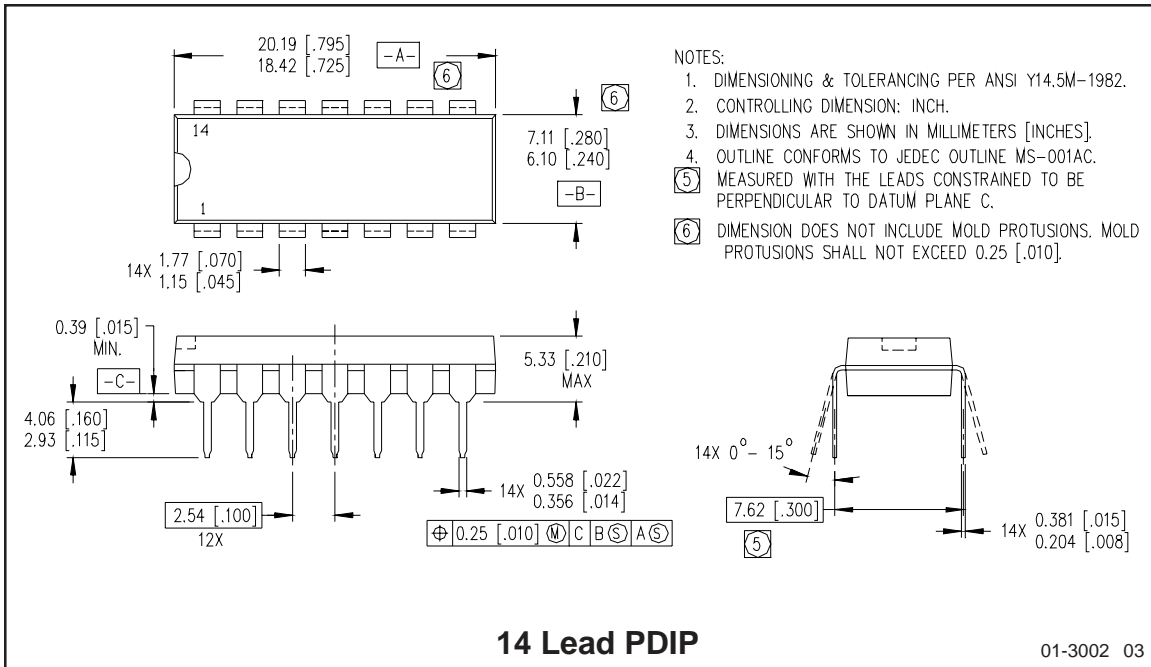 20.19 [.795]
18.42 [.725]
-A-
6
6
14
1
7.11 [.280]
6.10 [.240]
-B-
14X 1.77 [.070]
1.15 [.045]
NOTES:
1. DIMENSIONING & TOLERANCING PER ANSI Y14.5M-1982.
2. CONTROLLING DIMENSION: INCH.
3. DIMENSIONS ARE SHOWN IN MILLIMETERS [INCHES].
4. OUTLINE CONFORMS TO JEDEC OUTLINE MS-001AC.
5 MEASURED WITH THE LEADS CONSTRAINED TO BE
PERPENDICULAR TO DATUM PLANE C.
6 DIMENSION DOES NOT INCLUDE MOLD PROTUSIONS. MOLD
PROTUSIONS SHALL NOT EXCEED 0.25 [.010].
0.39 [.015]
MIN.
-C-
4.06 [.160]
2.93 [.115]
5.33 [.210]
MAX
2.54 [.100]
12X
14X 0.558 [.022]
0.356 [.014]
⌖ 0.25 [.010] Ⓜ C B Ⓢ A Ⓢ
14X 0°- 15°
7.62 [.300]
5
14X 0.381 [.015]
0.204 [.008]
14 Lead PDIP
01-3002 03